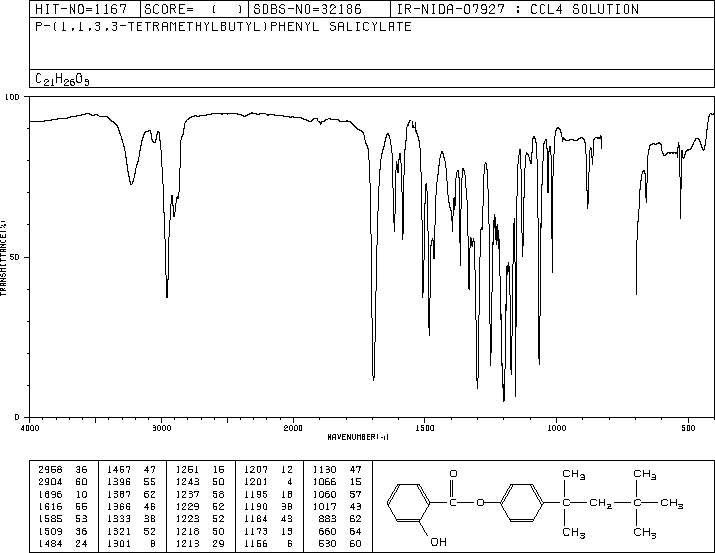 HIT-NO=1167 SCORE= ( ) SDBS-NO=32186 IR-NIDA-07927 : CCL4 SOLUTION
P-(1,1,3,3-TETRAMETHYLBUTYL)PHENYL SALICYLATE
C21H26O3
100
50
0
TRANSMITTANCE(%)
4000 3000 2000 1500 1000 500
WAVENUMBER(-1)
2958 36 1467 47 1251 15 1207 12 1130 47
2904 60 1396 55 1243 50 1201 4 1066 15
1696 10 1387 62 1237 58 1195 18 1060 57
1616 55 1366 46 1229 52 1190 38 1017 43
1585 53 1333 38 1223 52 1184 43 883 62
1509 36 1321 52 1218 50 1173 13 660 64
1484 24 1301 8 1213 29 1156 6 530 60
O
CH3 CH3
C O C CH2 C CH3
CH3 CH3
OH